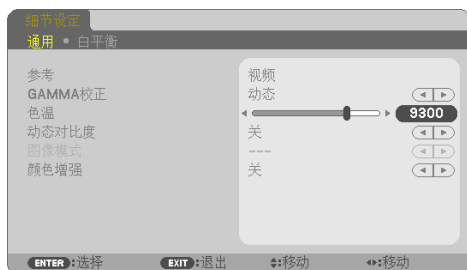 细节设定
通用 • 白平衡
参考 视频
GAMMA校正 动态
色温 9300
动态对比度 关
图像模式 ---
颜色增强 关
ENTER:选择 EXIT:退出 :移动 :移动